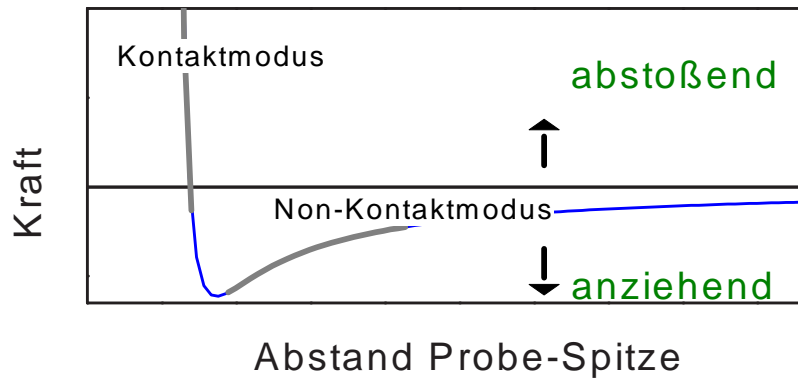 Kontaktmodus
abstoßend
Kraft
Non-Kontaktmodus
anziehend
Abstand Probe-Spitze